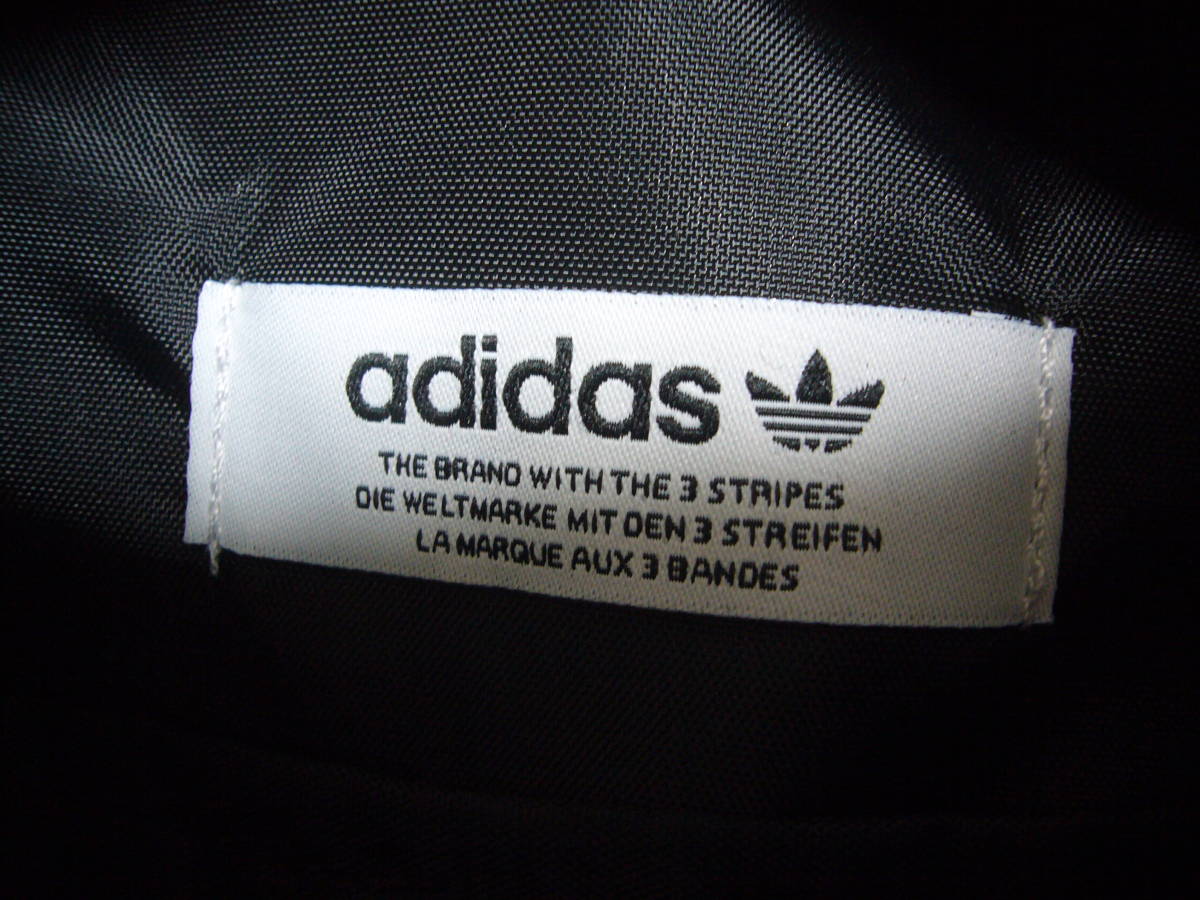 adidas
THE BRAND WITH THE 3 STRIPES
DIE WELTMARKE MIT DEN 3 STREIFEN
LA MARQUE AUX 3 BANDES